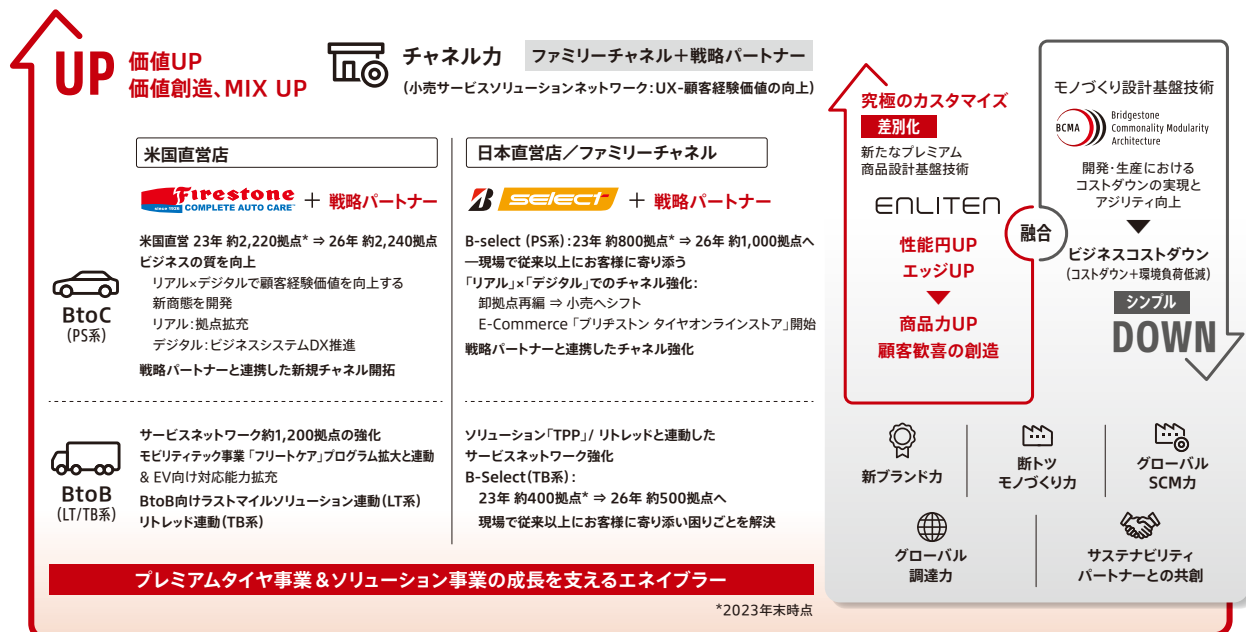 UP
価値UP
価値創造、MIX UP
チャネル力
ファミリーチャネル+戦略パートナー
(小売サービスソリューションネットワーク:UX-顧客経験価値の向上)
米国直営店
Firestone
since 1926
COMPLETE AUTO CARE™
+ 戦略パートナー
日本直営店/ファミリーチャネル
B select
+ 戦略パートナー
BtoC
(PS系)
米国直営 23年 約2,220拠点* ⇒ 26年 約2,240拠点
ビジネスの質を向上
リアル×デジタルで顧客経験価値を向上する
新商態を開発
リアル:拠点拡充
デジタル:ビジネスシステムDX推進
戦略パートナーと連携した新規チャネル開拓
B-select (PS系):23年 約800拠点* ⇒ 26年 約1,000拠点へ
―現場で従来以上にお客様に寄り添う
「リアル」×「デジタル」でのチャネル強化:
卸拠点再編 ⇒ 小売へシフト
E-Commerce 「ブリヂストン タイヤオンラインストア」開始
戦略パートナーと連携したチャネル強化
BtoB
(LT/TB系)
サービスネットワーク約1,200拠点の強化
モビリティテック事業 「フリートケア」プログラム拡大と連動
& EV向け対応能力拡充
BtoB向けラストマイルソリューション連動(LT系)
リトレッド連動(TB系)
ソリューション「TPP」/ リトレッドと連動した
サービスネットワーク強化
B-Select(TB系):
23年 約400拠点* ⇒ 26年 約500拠点へ
現場で従来以上にお客様に寄り添い困りごとを解決
プレミアムタイヤ事業&ソリューション事業の成長を支えるエネイブラー
*2023年末時点
究極のカスタマイズ
差別化
新たなプレミアム
商品設計基盤技術
ENLITEN
性能円UP
エッジUP
商品力UP
顧客歓喜の創造
融合
モノづくり設計基盤技術
BCMA
Bridgestone
Commonality Modularity
Architecture
開発・生産における
コストダウンの実現と
アジリティ向上
ビジネスコストダウン
(コストダウン+環境負荷低減)
シンプル
DOWN
新ブランド力
断トツ
モノづくり力
グローバル
SCM力
グローバル
調達力
サステナビリティ
パートナーとの共創